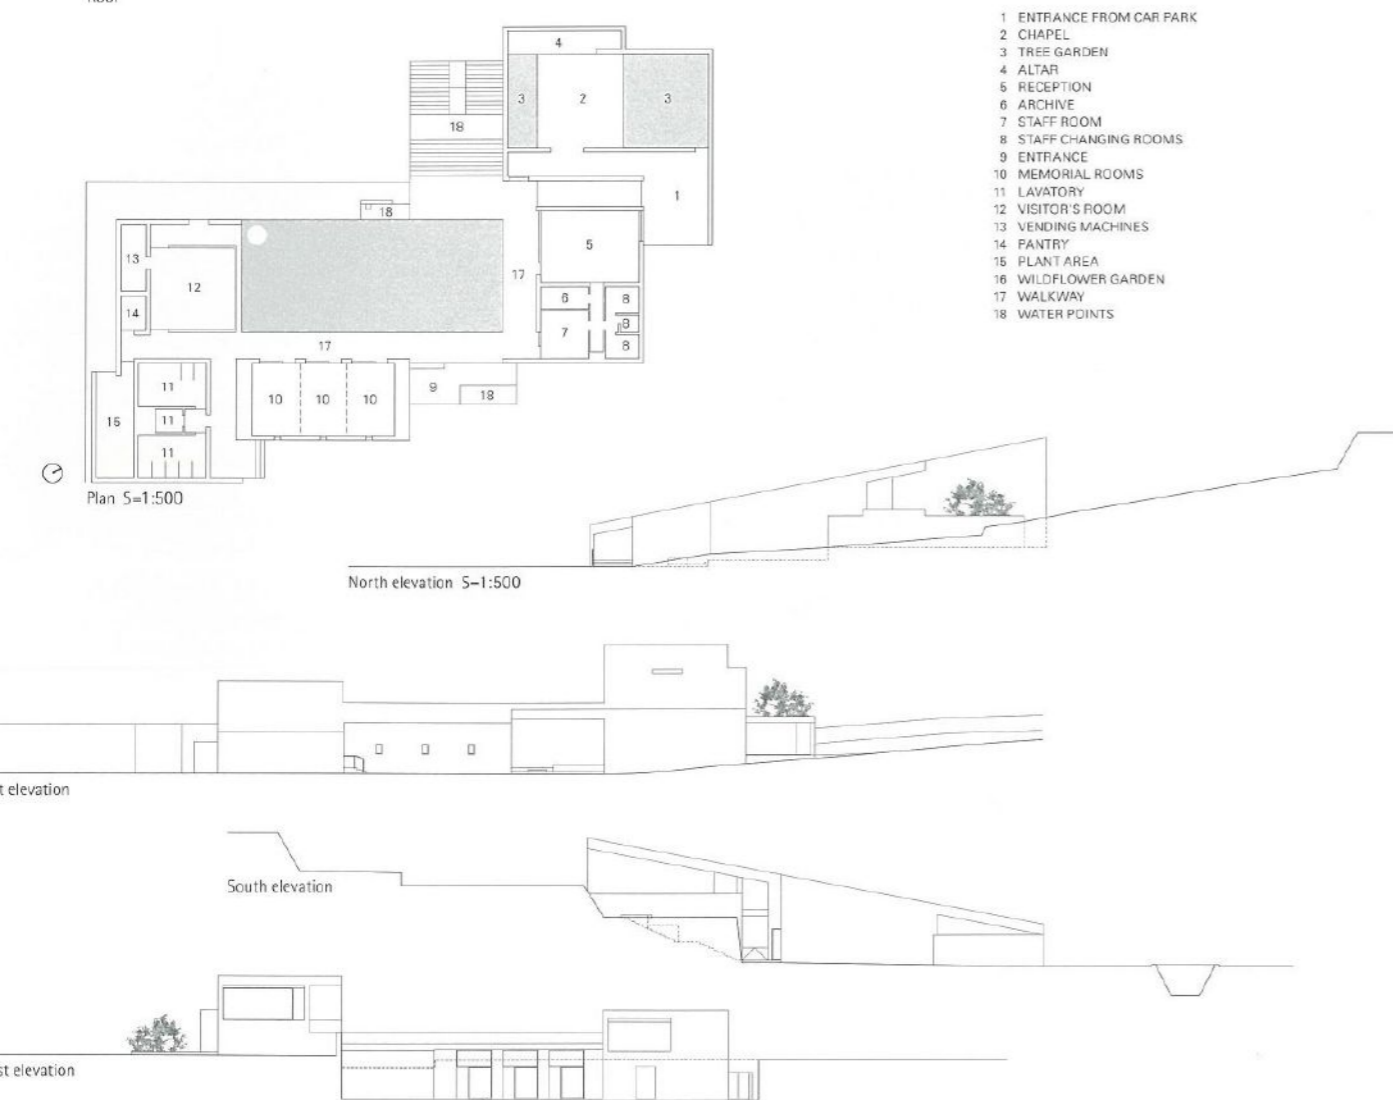 1 ENTRANCE FROM CAR PARK
2 CHAPEL
3 TREE GARDEN
4 ALTAR
5 RECEPTION
6 ARCHIVE
7 STAFF ROOM
8 STAFF CHANGING ROOMS
9 ENTRANCE
10 MEMORIAL ROOMS
11 LAVATORY
12 VISITOR'S ROOM
13 VENDING MACHINES
14 PANTRY
15 PLANT AREA
16 WILDFLOWER GARDEN
17 WALKWAY
18 WATER POINTS
4
3 2 3
18
1
18
5
13
17
12
6 8
14
8
7
17
8
11
9
10 10 10
18
15 11
11
Plan S=1:500
North elevation S=1:500
t elevation
South elevation
st elevation